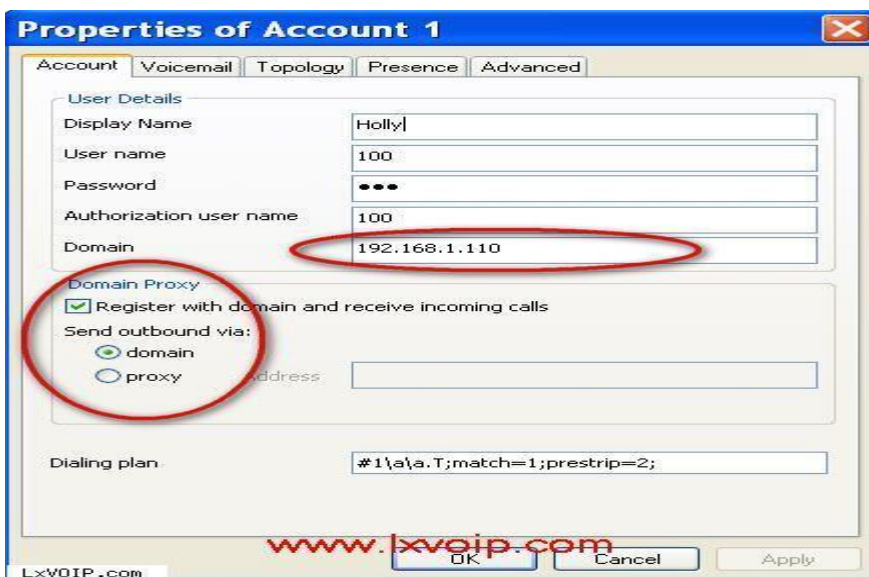 Properties of Account 1
Account Voicemail Topology Presence Advanced
User Details
Display Name Holly
User name 100
Password ●●●
Authorization user name 100
Domain 192.168.1.110
Domain Proxy
Register with domain and receive incoming calls
Send outbound via:
domain
proxy Address
Dialing plan #1\a\a.T;match=1;prestrip=2;
www.lxvoip.com
OK Cancel Apply
LxVOIP.com